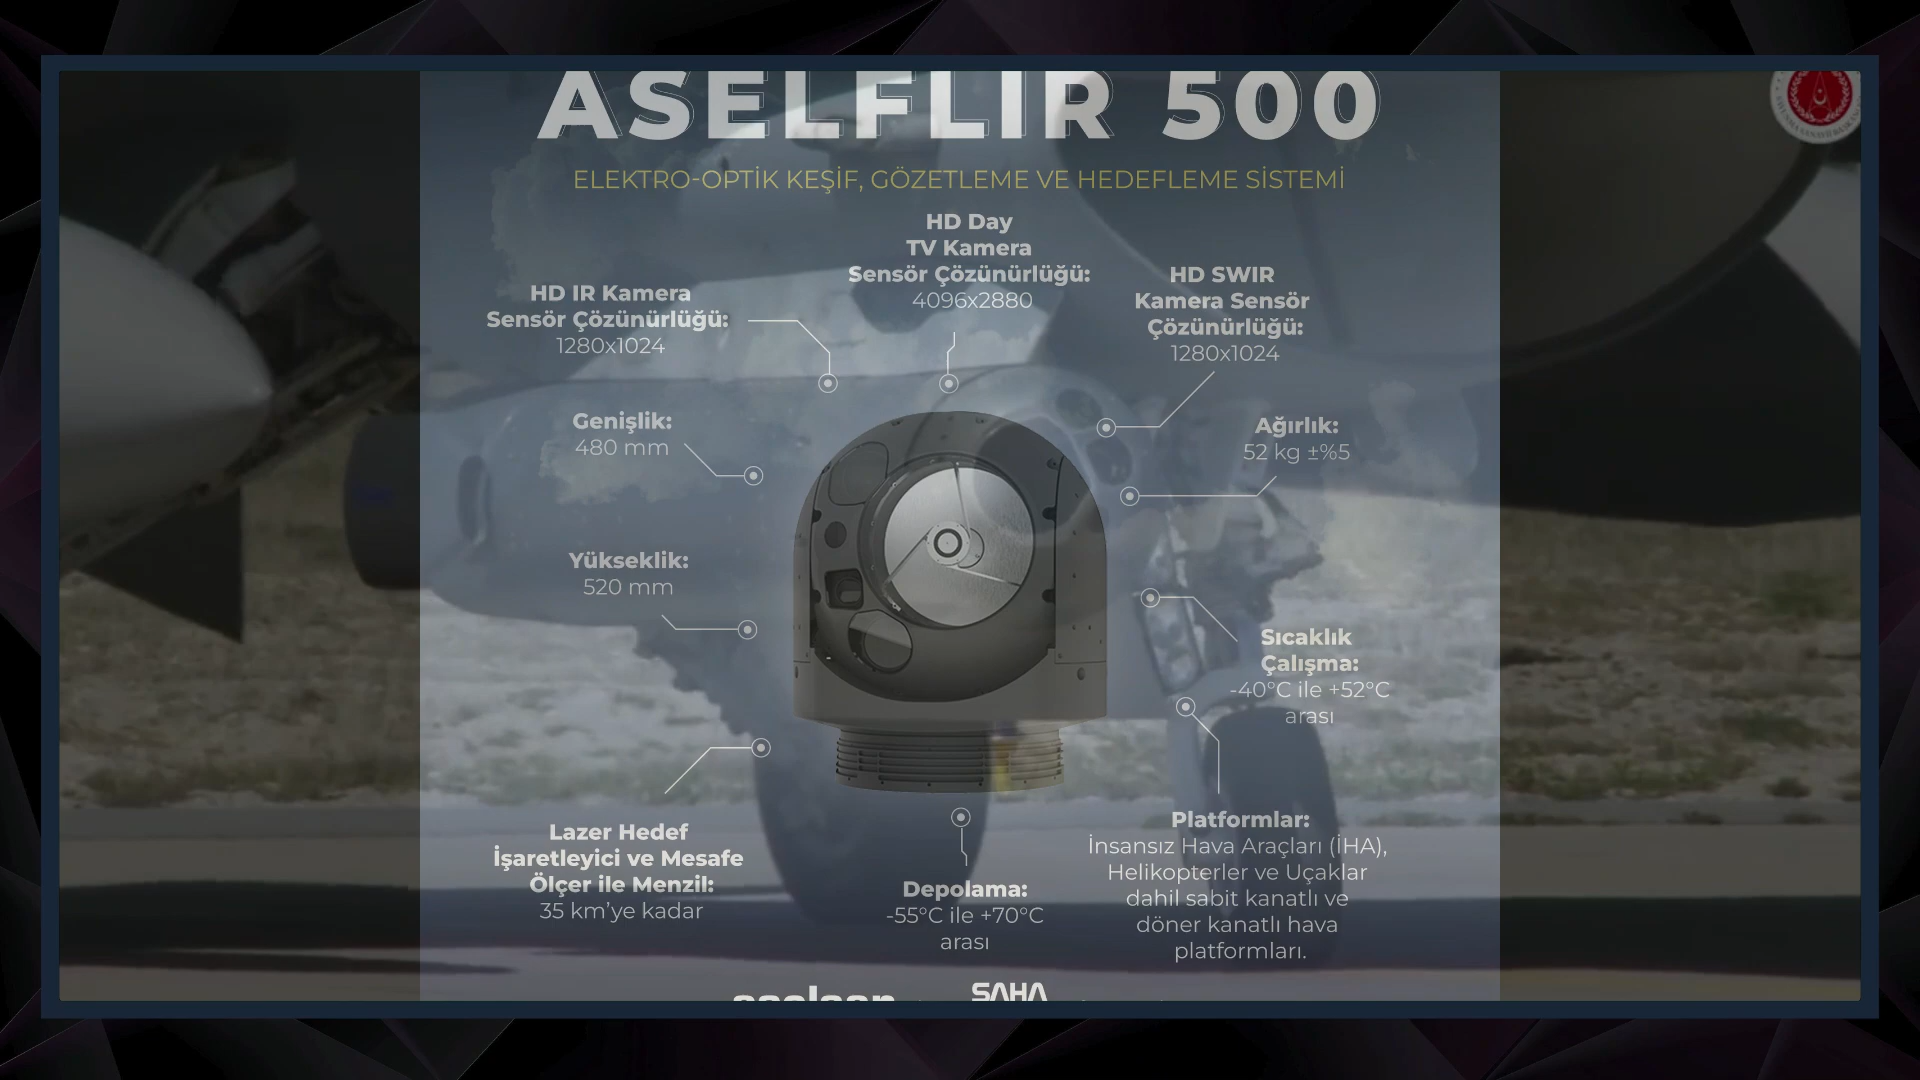 ASELFLIR 500
ELEKTRO-OPTİK KEŞİF, GÖZETLEME VE HEDEFLEME SİSTEMİ
HD Day
TV Kamera
Sensör Çözünürlüğü:
4096x2880
HD IR Kamera
Sensör Çözünürlüğü:
1280x1024
HD SWIR
Kamera Sensör
Çözünürlüğü:
1280x1024
Genişlik:
480 mm
Ağırlık:
52 kg ±%5
Yükseklik:
520 mm
Sıcaklık
Çalışma:
-40°C ile +52°C
arası
Lazer Hedef
İşaretleyici ve Mesafe
Ölçer ile Menzil:
35 km'ye kadar
Depolama:
-55°C ile +70°C
arası
Platformlar:
İnsansız Hava Araçları (İHA),
Helikopterler ve Uçaklar
dahil sabit kanatlı ve
döner kanatlı hava
platformları.
aselsan
SAHA